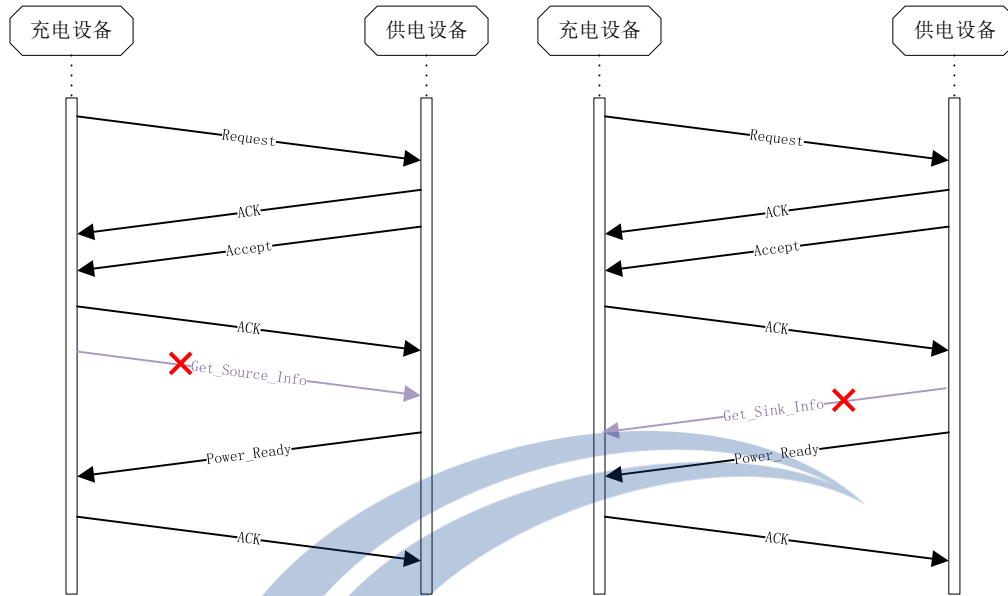 充电设备
供电设备
Request
ACK
Accept
ACK
Get_Source_Info
Power_Ready
ACK
充电设备
供电设备
Request
ACK
Accept
ACK
Get_Sink_Info
Power_Ready
ACK